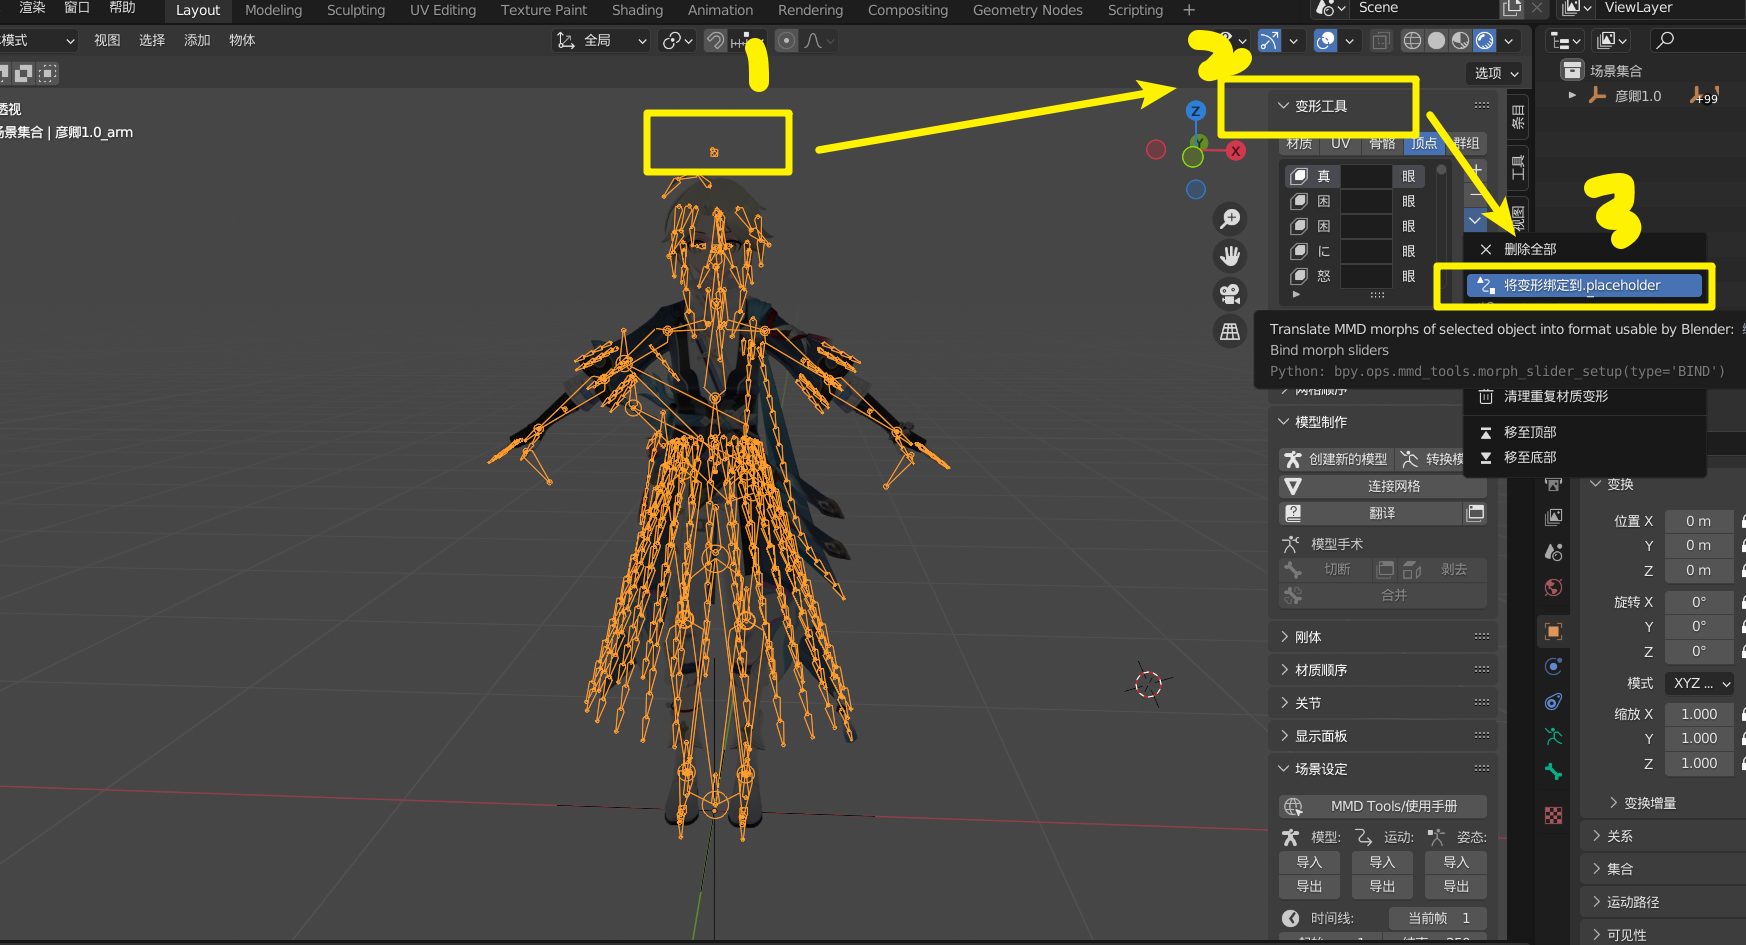 渲染 窗口 帮助
Layout Modeling Sculpting UV Editing Texture Paint Shading Animation Rendering Compositing Geometry Nodes Scripting +
Scene
ViewLayer
模式 视图 选择 添加 物体
全局
选项
透视
场景集合 | 彦卿1.0_arm
1
2
3
Z
Y
X
变形工具
材质 UV 骨骼 顶点 群组
真 眼
困 眼
困 眼
に 眼
怒 眼
条目
工具
视图
场景集合
彦卿1.0
+99
删除全部
将变形绑定到.placeholder
Translate MMD morphs of selected object into format usable by Blender:
Bind morph sliders
Python: bpy.ops.mmd_tools.morph_slider_setup(type='BIND')
清理重复材质变形
移至顶部
移至底部
网格顺序
模型制作
创建新的模型 转换模
连接网格
翻译
模型手术
切断 剥去
合并
刚体
材质顺序
关节
显示面板
场景设定
MMD Tools/使用手册
模型: 运动: 姿态:
导入 导入 导入
导出 导出 导出
时间线: 当前帧 1
变换
位置 X 0 m
Y 0 m
Z 0 m
旋转 X 0°
Y 0°
Z 0°
模式 XYZ ...
缩放 X 1.000
Y 1.000
Z 1.000
变换增量
关系
集合
运动路径
可见性